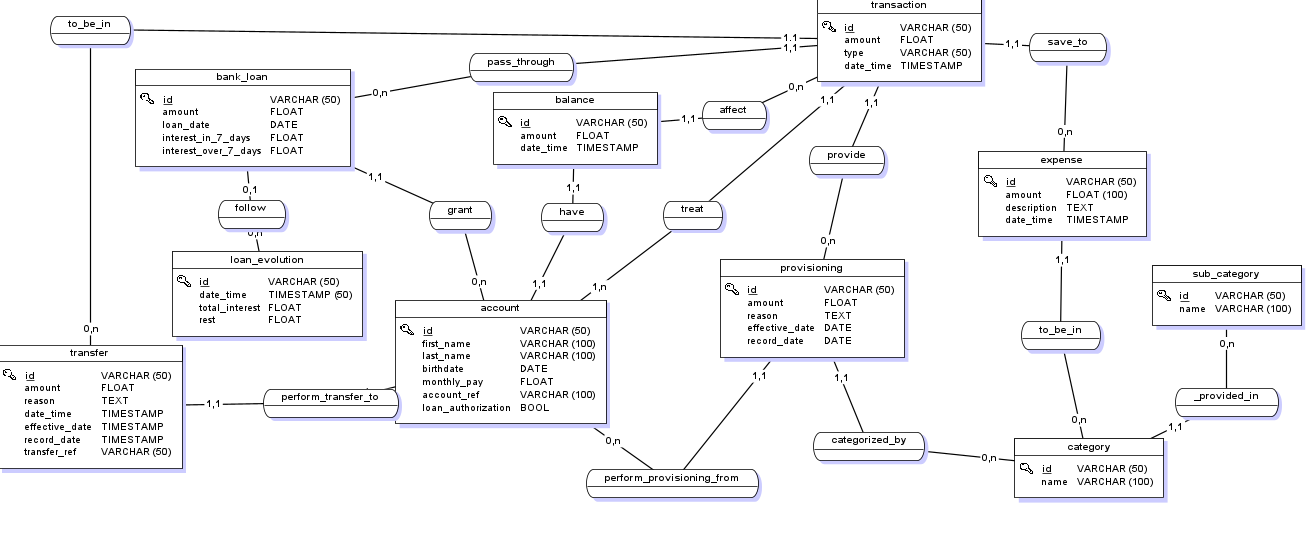 transaction
id VARCHAR (50)
amount FLOAT
type VARCHAR (50)
date_time TIMESTAMP
to_be_in
1,1
1,1
1,1
save_to
pass_through
0,n
bank_loan
id VARCHAR (50)
amount FLOAT
loan_date DATE
interest_in_7_days FLOAT
interest_over_7_days FLOAT
balance
id VARCHAR (50)
amount FLOAT
date_time TIMESTAMP
0,n
affect
1,1
1,1
1,1
0,n
provide
expense
id VARCHAR (50)
amount FLOAT (100)
description TEXT
date_time TIMESTAMP
1,1
0,1
follow
0,n
grant
1,1
have
treat
0,n
1,1
loan_evolution
id VARCHAR (50)
date_time TIMESTAMP (50)
total_interest FLOAT
rest FLOAT
0,n
1,1
1,n
provisioning
id VARCHAR (50)
amount FLOAT
reason TEXT
effective_date DATE
record_date DATE
sub_category
id VARCHAR (50)
name VARCHAR (100)
account
id VARCHAR (50)
first_name VARCHAR (100)
last_name VARCHAR (100)
birthdate DATE
monthly_pay FLOAT
account_ref VARCHAR (100)
loan_authorization BOOL
0,n
to_be_in
0,n
transfer
id VARCHAR (50)
amount FLOAT
reason TEXT
date_time TIMESTAMP
effective_date TIMESTAMP
record_date TIMESTAMP
transfer_ref VARCHAR (50)
1,1
perform_transfer_to
1,1
1,1
_provided_in
0,n
1,1
0,n
categorized_by
0,n
category
id VARCHAR (50)
name VARCHAR (100)
perform_provisioning_from